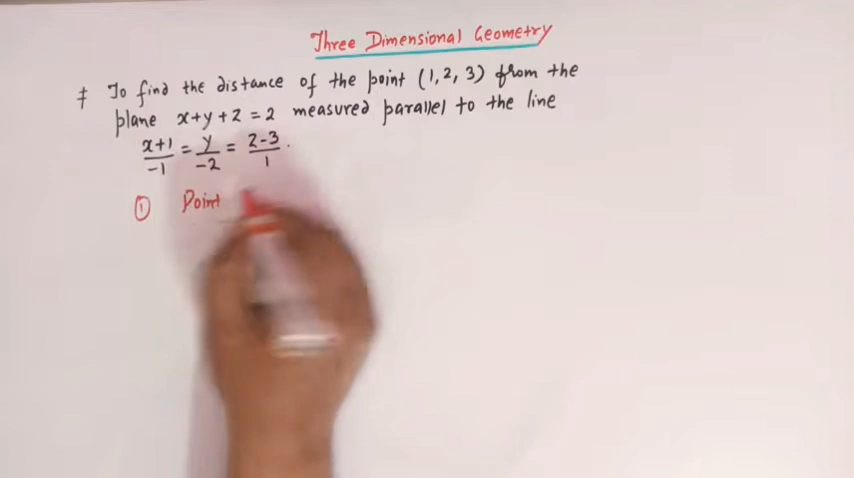 Three Dimensional Geometry
‡ To find the distance of the point (1,2,3) from the
plane x+y+z=2 measured parallel to the line
x+1/-1 = y/-2 = z-3/1.
① Point